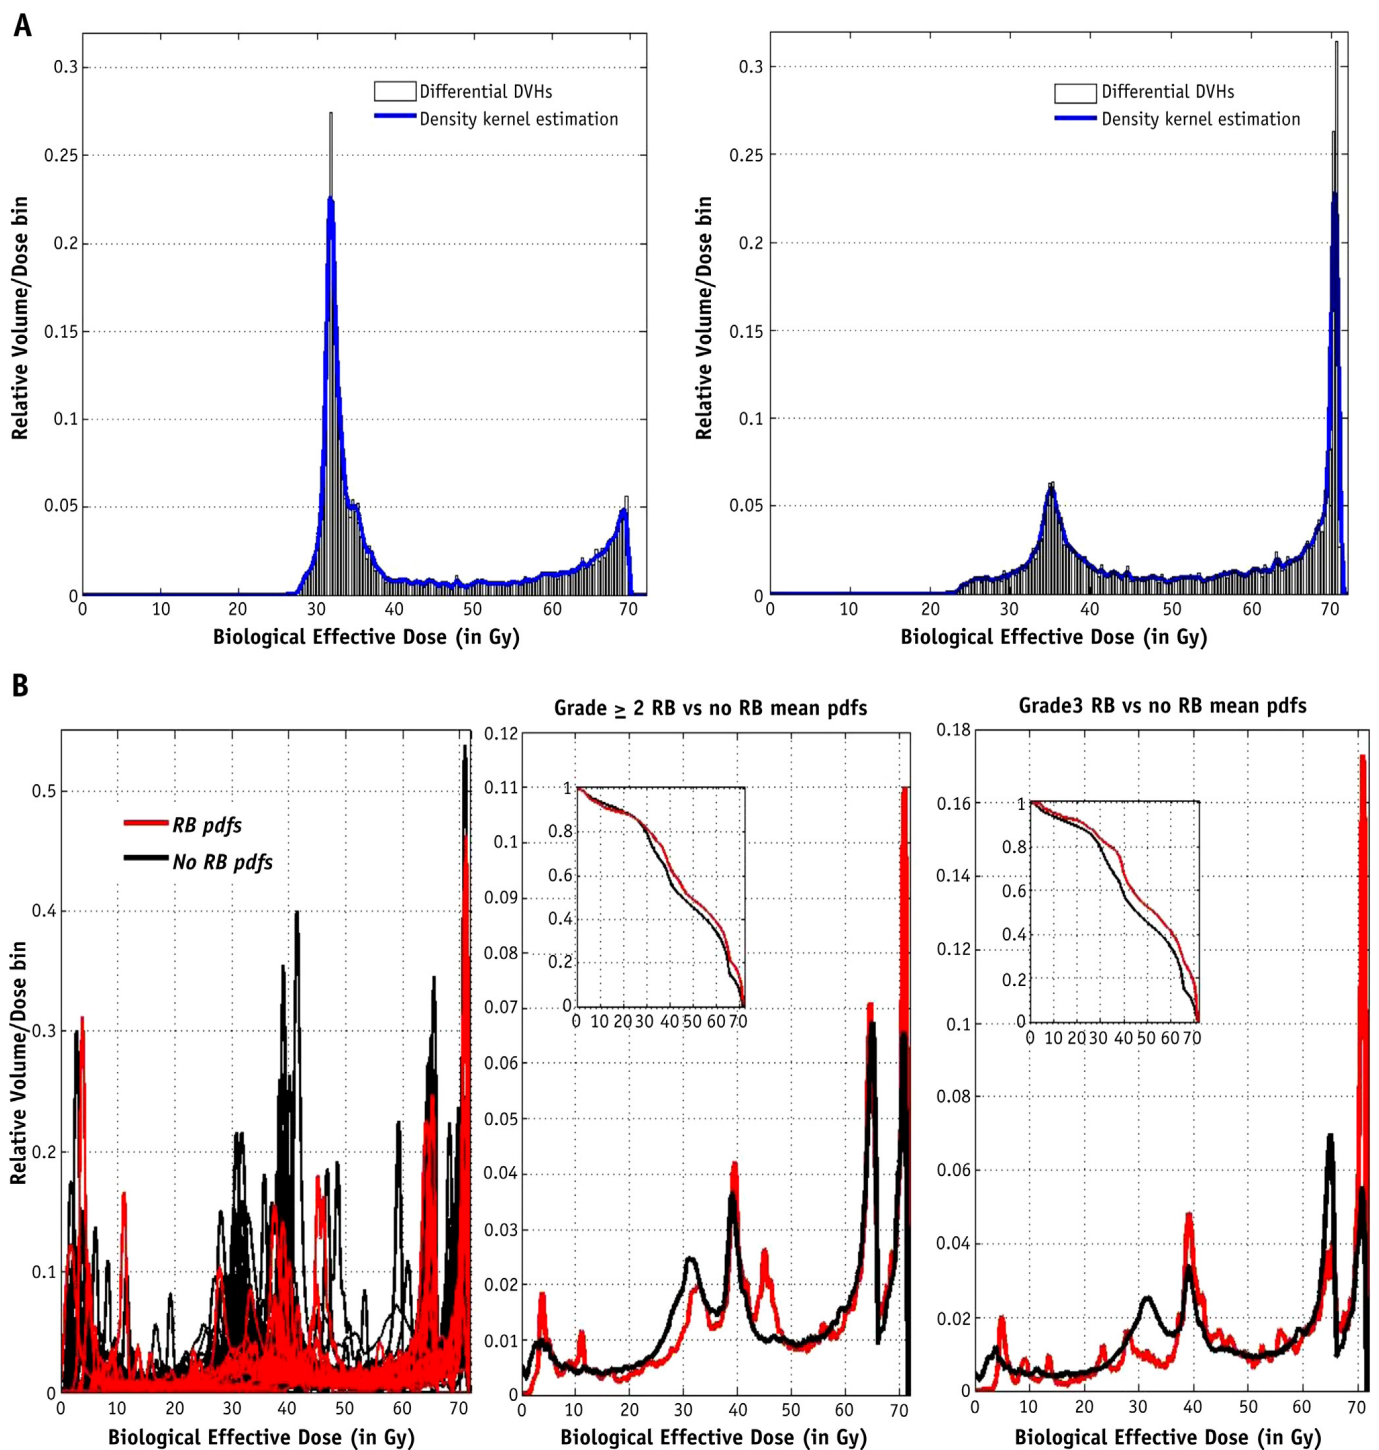 A
0.3
0.25
0.2
0.15
0.1
0.05
0
Relative Volume/Dose bin
Differential DVHs
Density kernel estimation
0 10 20 30 40 50 60 70
Biological Effective Dose (in Gy)
0.3
0.25
0.2
0.15
0.1
0.05
0
Relative Volume/Dose bin
Differential DVHs
Density kernel estimation
0 10 20 30 40 50 60 70
Biological Effective Dose (in Gy)
B
0.5
0.4
0.3
0.2
0.1
0
Relative Volume/Dose bin
RB pdfs
No RB pdfs
0 10 20 30 40 50 60 70
Biological Effective Dose (in Gy)
Grade ≥ 2 RB vs no RB mean pdfs
0.12
0.11
0.1
0.09
0.08
0.07
0.06
0.05
0.04
0.03
0.02
0.01
0
1
0.8
0.6
0.4
0.2
0
0 10 20 30 40 50 60 70
0 10 20 30 40 50 60 70
Biological Effective Dose (in Gy)
Grade3 RB vs no RB mean pdfs
0.18
0.16
0.14
0.12
0.1
0.08
0.06
0.04
0.02
0
1
0.8
0.6
0.4
0.2
0
0 10 20 30 40 50 60 70
0 10 20 30 40 50 60 70
Biological Effective Dose (in Gy)